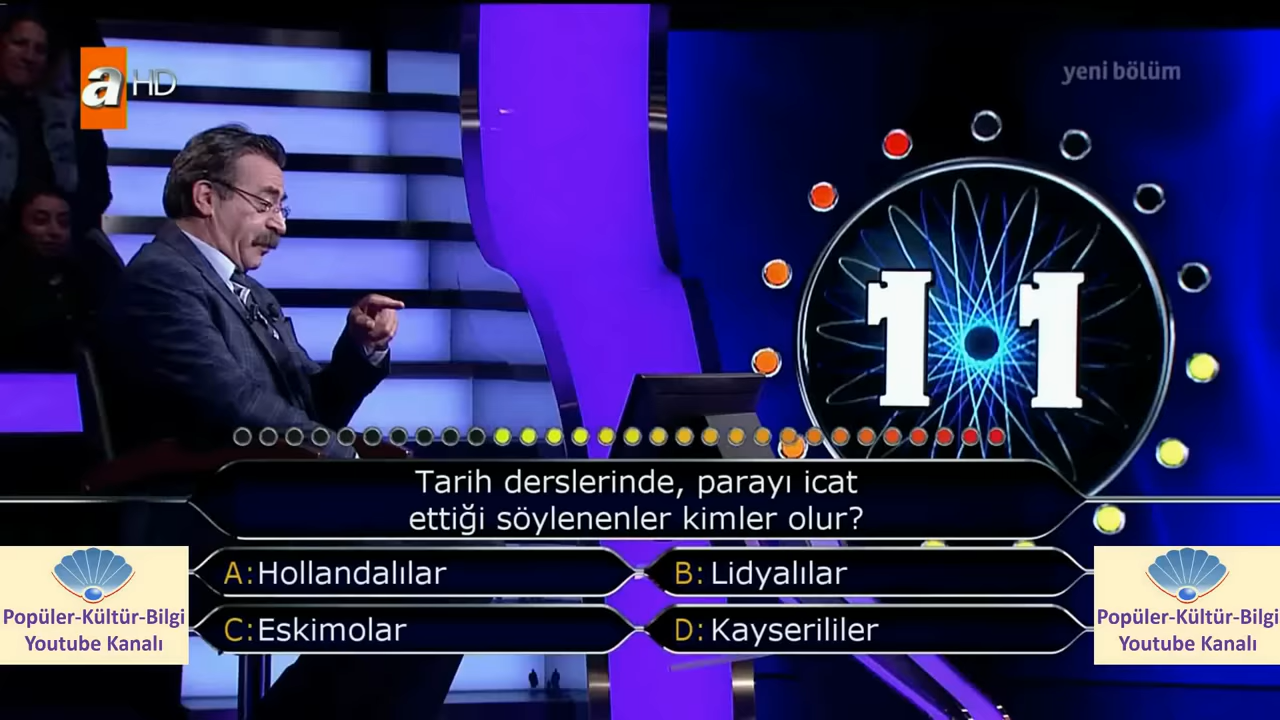 a HD
yeni bölüm
11
Tarih derslerinde, parayı icat
ettiği söylenenler kimler olur?
A: Hollandalılar
B: Lidyalılar
C: Eskimolar
D: Kayserililer
Popüler-Kültür-Bilgi
Youtube Kanalı
Popüler-Kültür-Bilgi
Youtube Kanalı